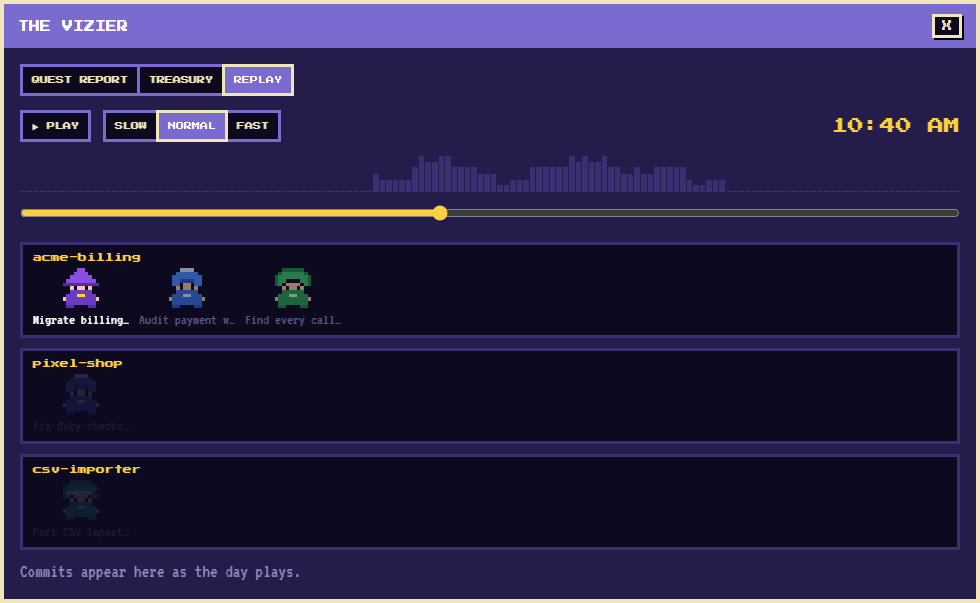 THE VIZIER
X
QUEST REPORT TREASURY REPLAY
▶ PLAY SLOW NORMAL FAST
10:40 AM
acme-billing
Migrate billing… Audit payment w… Find every call…
pixel-shop
Fix flaky checko…
csv-importer
Port CSV import…
Commits appear here as the day plays.